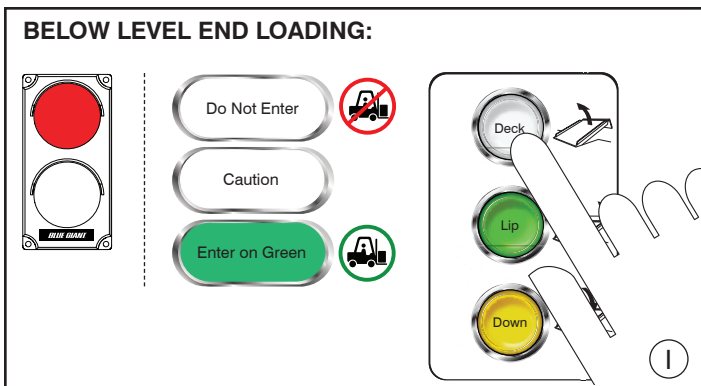 BELOW LEVEL END LOADING:
Do Not Enter
Caution
Enter on Green
BLUE GIANT
Deck
Lip
Down
I